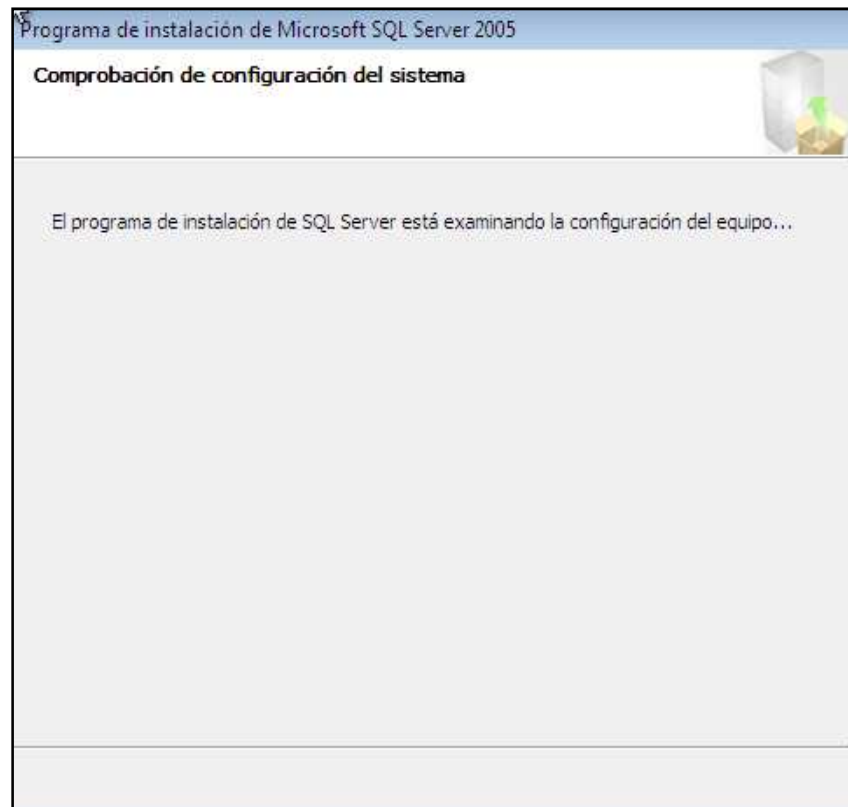 Programa de instalación de Microsoft SQL Server 2005
Comprobación de configuración del sistema
El programa de instalación de SQL Server está examinando la configuración del equipo...